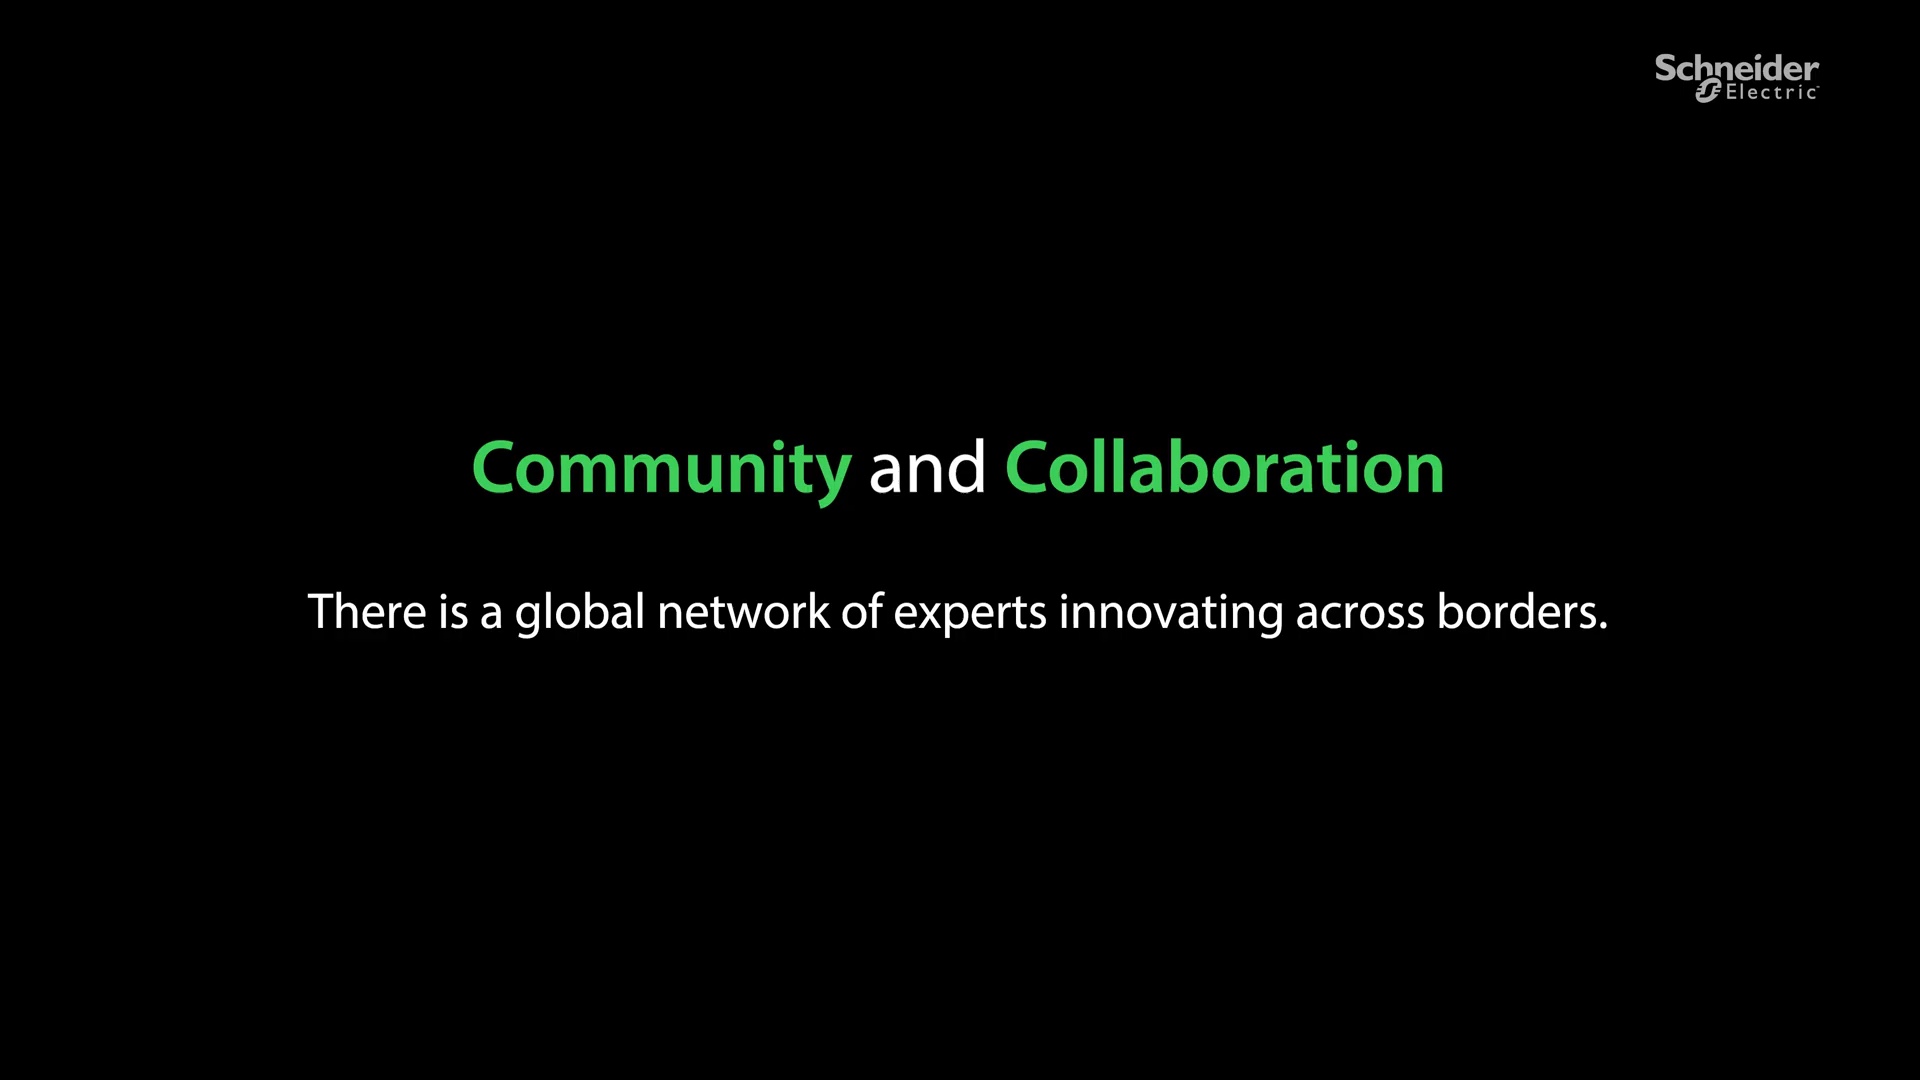 Schneider
Electric
Community and Collaboration
There is a global network of experts innovating across borders.